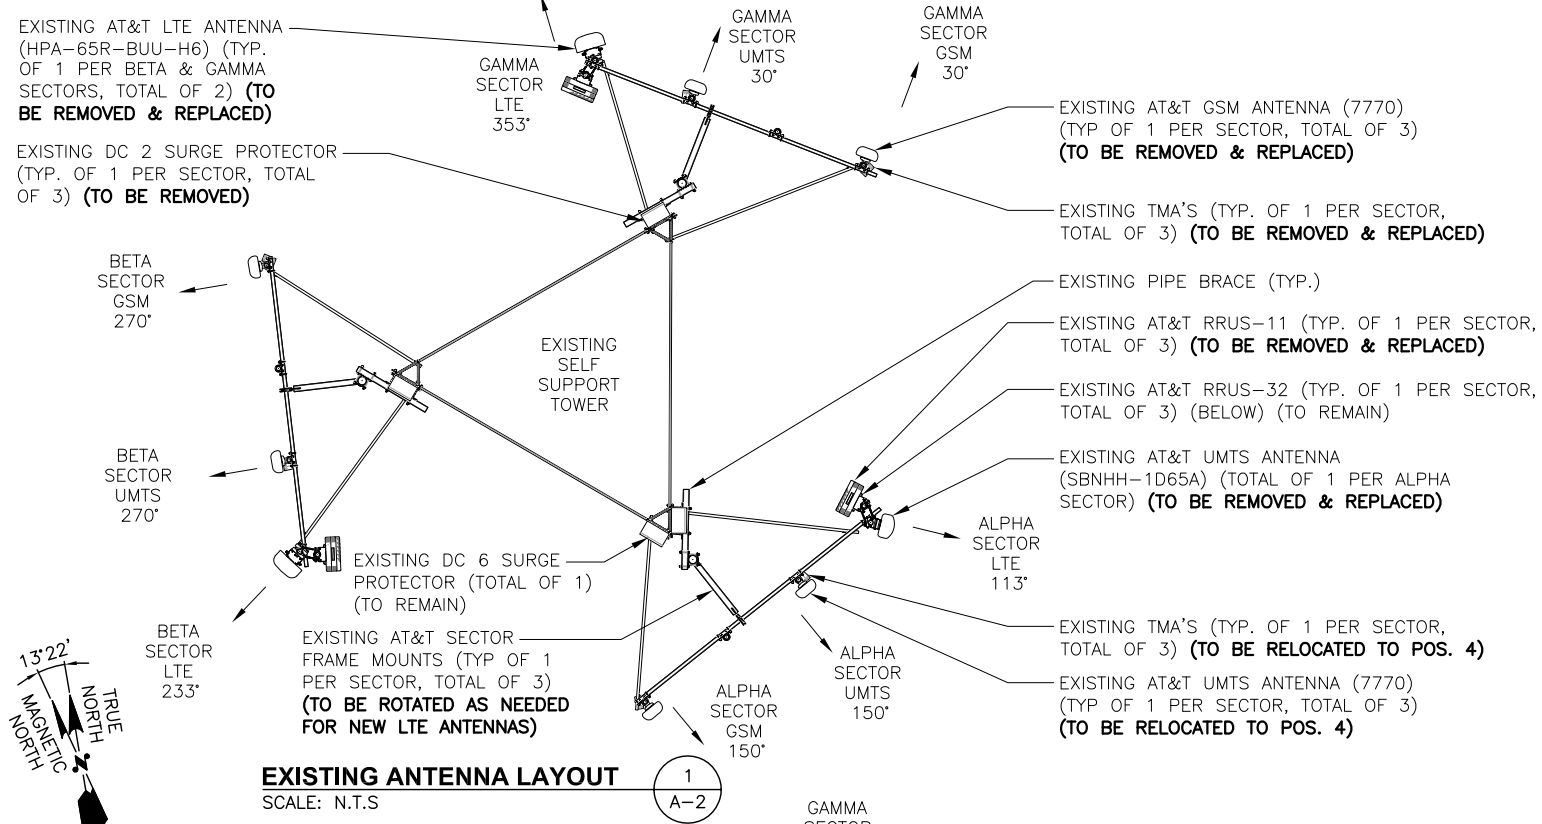 EXISTING AT&T LTE ANTENNA
(HPA-65R-BUU-H6) (TYP.
OF 1 PER BETA & GAMMA
SECTORS, TOTAL OF 2) (TO
BE REMOVED & REPLACED)
EXISTING DC 2 SURGE PROTECTOR
(TYP. OF 1 PER SECTOR, TOTAL
OF 3) (TO BE REMOVED)
GAMMA
SECTOR
LTE
353°
GAMMA
SECTOR
UMTS
30°
GAMMA
SECTOR
GSM
30°
EXISTING AT&T GSM ANTENNA (7770)
(TYP OF 1 PER SECTOR, TOTAL OF 3)
(TO BE REMOVED & REPLACED)
EXISTING TMA'S (TYP. OF 1 PER SECTOR,
TOTAL OF 3) (TO BE REMOVED & REPLACED)
EXISTING PIPE BRACE (TYP.)
EXISTING AT&T RRUS-11 (TYP. OF 1 PER SECTOR,
TOTAL OF 3) (TO BE REMOVED & REPLACED)
EXISTING AT&T RRUS-32 (TYP. OF 1 PER SECTOR,
TOTAL OF 3) (BELOW) (TO REMAIN)
EXISTING AT&T UMTS ANTENNA
(SBNHH-1D65A) (TOTAL OF 1 PER ALPHA
SECTOR) (TO BE REMOVED & REPLACED)
BETA
SECTOR
GSM
270°
EXISTING
SELF
SUPPORT
TOWER
BETA
SECTOR
UMTS
270°
ALPHA
SECTOR
LTE
113°
EXISTING DC 6 SURGE
PROTECTOR (TOTAL OF 1)
(TO REMAIN)
BETA
SECTOR
LTE
233°
EXISTING AT&T SECTOR
FRAME MOUNTS (TYP OF 1
PER SECTOR, TOTAL OF 3)
(TO BE ROTATED AS NEEDED
FOR NEW LTE ANTENNAS)
ALPHA
SECTOR
UMTS
150°
ALPHA
SECTOR
GSM
150°
EXISTING TMA'S (TYP. OF 1 PER SECTOR,
TOTAL OF 3) (TO BE RELOCATED TO POS. 4)
EXISTING AT&T UMTS ANTENNA (7770)
(TYP OF 1 PER SECTOR, TOTAL OF 3)
(TO BE RELOCATED TO POS. 4)
13°22'
TRUE
NORTH
MAGNETIC
NORTH
N
EXISTING ANTENNA LAYOUT
SCALE: N.T.S
1
A-2
GAMMA
SECTOR